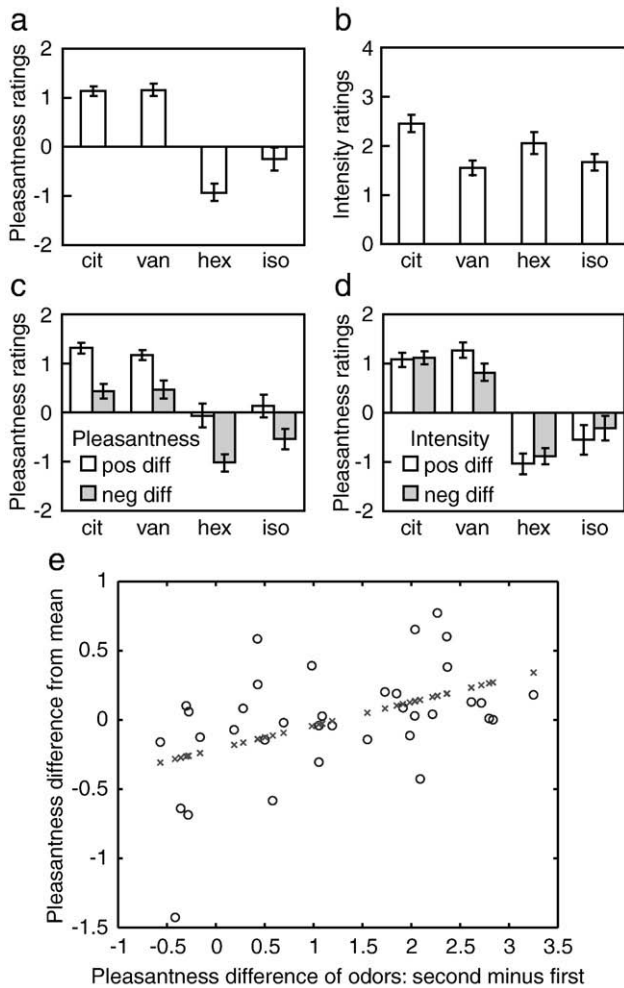 a
Pleasantness ratings
2
1
0
-1
-2
cit van hex iso
b
Intensity ratings
4
3
2
1
0
cit van hex iso
c
Pleasantness ratings
2
1
0
-1
-2
Pleasantness
pos diff
neg diff
cit van hex iso
d
Pleasantness ratings
2
1
0
-1
-2
Intensity
pos diff
neg diff
cit van hex iso
e
Pleasantness difference from mean
1
0.5
0
-0.5
-1
-1.5
-1 -0.5 0 0.5 1 1.5 2 2.5 3 3.5
Pleasantness difference of odors: second minus first